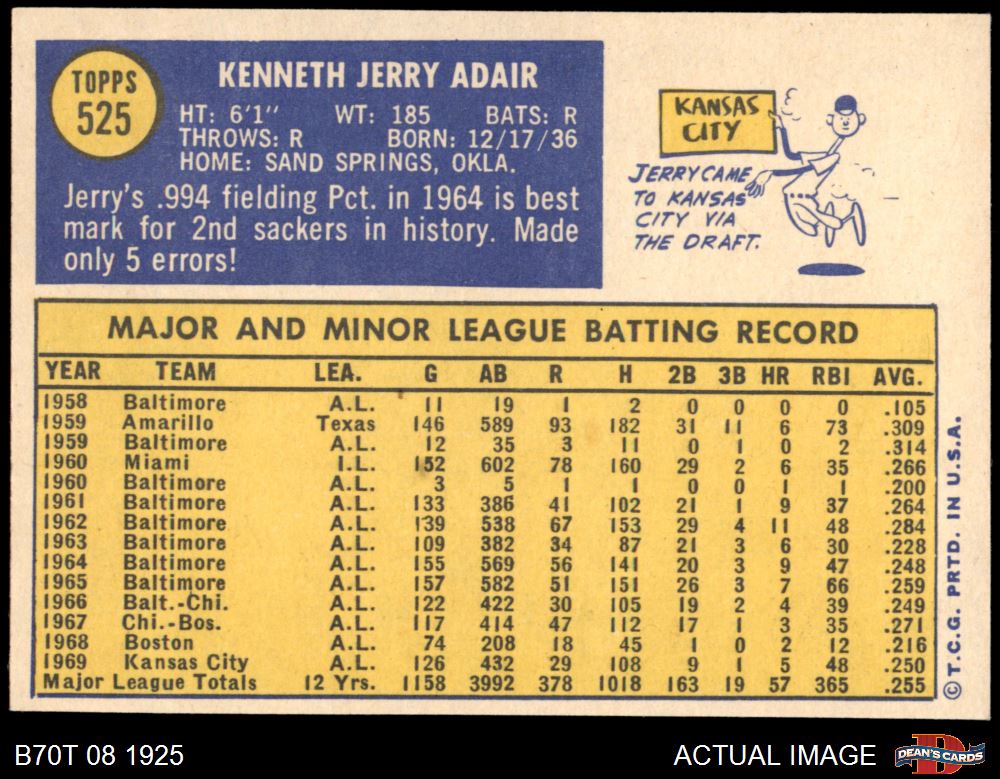 TOPPS
525
KENNETH JERRY ADAIR
HT: 6'1" WT: 185 BATS: R
THROWS: R BORN: 12/17/36
HOME: SAND SPRINGS, OKLA.
Jerry's .994 fielding Pct. in 1964 is best
mark for 2nd sackers in history. Made
only 5 errors!
KANSAS
CITY
JERRY CAME
TO KANSAS
CITY VIA
THE DRAFT.
MAJOR AND MINOR LEAGUE BATTING RECORD
YEAR TEAM LEA. G AB R H 2B 3B HR RBI AVG.
1958 Baltimore A.L. 11 19 1 2 0 0 0 0 .105
1959 Amarillo Texas 146 589 93 182 31 11 6 73 .309
1959 Baltimore A.L. 12 35 3 11 0 1 0 2 .314
1960 Miami I.L. 152 602 78 160 29 2 6 35 .266
1960 Baltimore A.L. 3 5 1 1 0 0 1 1 .200
1961 Baltimore A.L. 133 386 41 102 21 1 9 37 .264
1962 Baltimore A.L. 139 538 67 153 29 4 11 48 .284
1963 Baltimore A.L. 109 382 34 87 21 3 6 30 .228
1964 Baltimore A.L. 155 569 56 141 20 3 9 47 .248
1965 Baltimore A.L. 157 582 51 151 26 3 7 66 .259
1966 Balt.-Chi. A.L. 122 422 30 105 19 2 4 39 .249
1967 Chi.-Bos. A.L. 117 414 47 112 17 1 3 35 .271
1968 Boston A.L. 74 208 18 45 1 0 2 12 .216
1969 Kansas City A.L. 126 432 29 108 9 1 5 48 .250
Major League Totals 12 Yrs. 1158 3992 378 1018 163 19 57 365 .255
© T.C.G. PRTD. IN U.S.A.
B70T 08 1925
ACTUAL IMAGE
DEAN'S CARDS